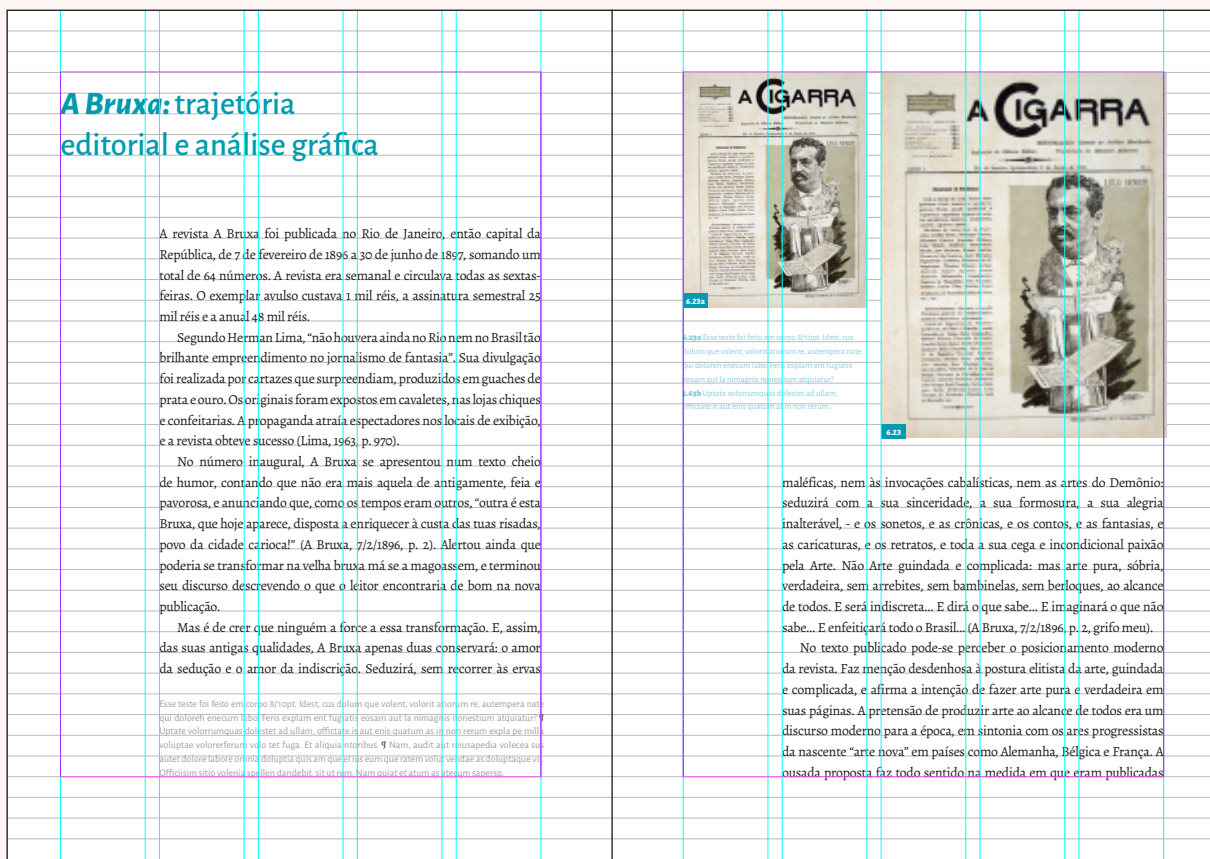 A Bruxa: trajetória
editorial e análise gráfica
A revista A Bruxa foi publicada no Rio de Janeiro, então capital da
República, de 7 de fevereiro de 1896 a 30 de junho de 1897, somando um
total de 64 números. A revista era semanal e circulava todas as sextas-
feiras. O exemplar avulso custava 1 mil réis, a assinatura semestral 25
mil réis e a anual 48 mil réis.
Segundo Herman Lima, “não houvera ainda no Rio nem no Brasil tão
brilhante empreendimento no jornalismo de fantasia”. Sua divulgação
foi realizada por cartazes que surpreendiam, produzidos em guaches de
prata e ouro. Os originais foram expostos em cavaletes, nas lojas chiques
e confeitarias. A propaganda atraía espectadores nos locais de exibição,
e a revista obteve sucesso (Lima, 1963, p. 970).
No número inaugural, A Bruxa se apresentou num texto cheio
de humor, contando que não era mais aquela de antigamente, feia e
pavorosa, e anunciando que, como os tempos eram outros, “outra é esta
Bruxa, que hoje aparece, disposta a enriquecer à custa das tuas risadas,
povo da cidade carioca!” (A Bruxa, 7/2/1896, p. 2). Alertou ainda que
poderia se transformar na velha bruxa má se a magoassem, e terminou
seu discurso descrevendo o que o leitor encontraria de bom na nova
publicação.
Mas é de crer que ninguém a force a essa transformação. E, assim,
das suas antigas qualidades, A Bruxa apenas duas conservará: o amor
da sedução e o amor da indiscrição. Seduzirá, sem recorrer às ervas
Esse teste foi feito em corpo 8/10pt. Idest, cus dolum que volent, volorit ationum re, autempera nate
qui doloreh enecum labo. Feris explam ent fugiatis eosam aut la nimagnis nonestium atquiatur? ¶
Uptate volorrumquas dolestet ad ullam, offictate is aut enis quatum as in non rerum expla pe milla
voluptae volorerferum volo tet fuga. Et aliquia ntoribus. ¶ Nam, audit aut reiusapedia volecea sus
autet dolore labore omnia doluptia quis am que el ius eum que ratem volut vendae as doluptaque vit.
Officiisim sitio volenia spellen dandebit, sit ut rem. Nam quiat et atum as atecum sapersp.
A CIGARRA
6.23a
6.23a Esse teste foi feito em corpo 8/10pt. Idest, cus
dolum que volent, volorit ationum re, autempera nate
qui doloreh enecum labo. Feris explam ent fugiatis
eosam aut la nimagnis nonestium atquiatur?
Uptate volorrumquas dolestet ad ullam,
offictate is aut enis quatum as in non rerum.
A CIGARRA
6.23
maléficas, nem às invocações cabalísticas, nem as artes do Demônio:
seduzirá com a sua sinceridade, a sua formosura, a sua alegria
inalterável, - e os sonetos, e as crônicas, e os contos, e as fantasias, e
as caricaturas, e os retratos, e toda a sua cega e incondicional paixão
pela Arte. Não Arte guindada e complicada: mas arte pura, sóbria,
verdadeira, sem arrebites, sem bambinelas, sem berloques, ao alcance
de todos. E será indiscreta... E dirá o que sabe... E imaginará o que não
sabe... E enfeitiçará todo o Brasil... (A Bruxa, 7/2/1896, p. 2, grifo meu).
No texto publicado pode-se perceber o posicionamento moderno
da revista. Faz menção desdenhosa à postura elitista da arte, guindada
e complicada, e afirma a intenção de fazer arte pura e verdadeira em
suas páginas. A pretensão de produzir arte ao alcance de todos era um
discurso moderno para a época, em sintonia com os ares progressistas
da nascente “arte nova” em países como Alemanha, Bélgica e França. A
ousada proposta faz todo sentido na medida em que eram publicadas